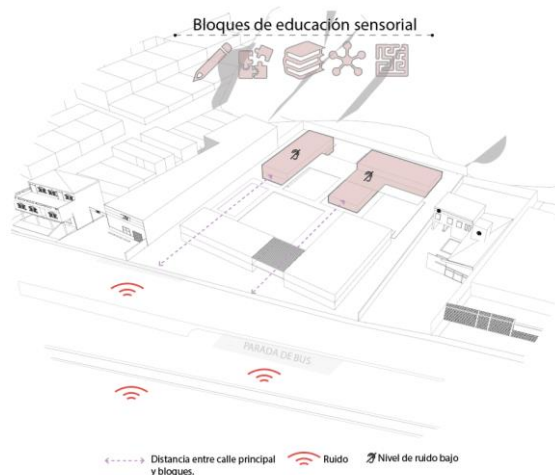 Bloques de educación sensorial
PARADA DE BUS
Distancia entre calle principal
y bloques.
Ruido
Nivel de ruido bajo